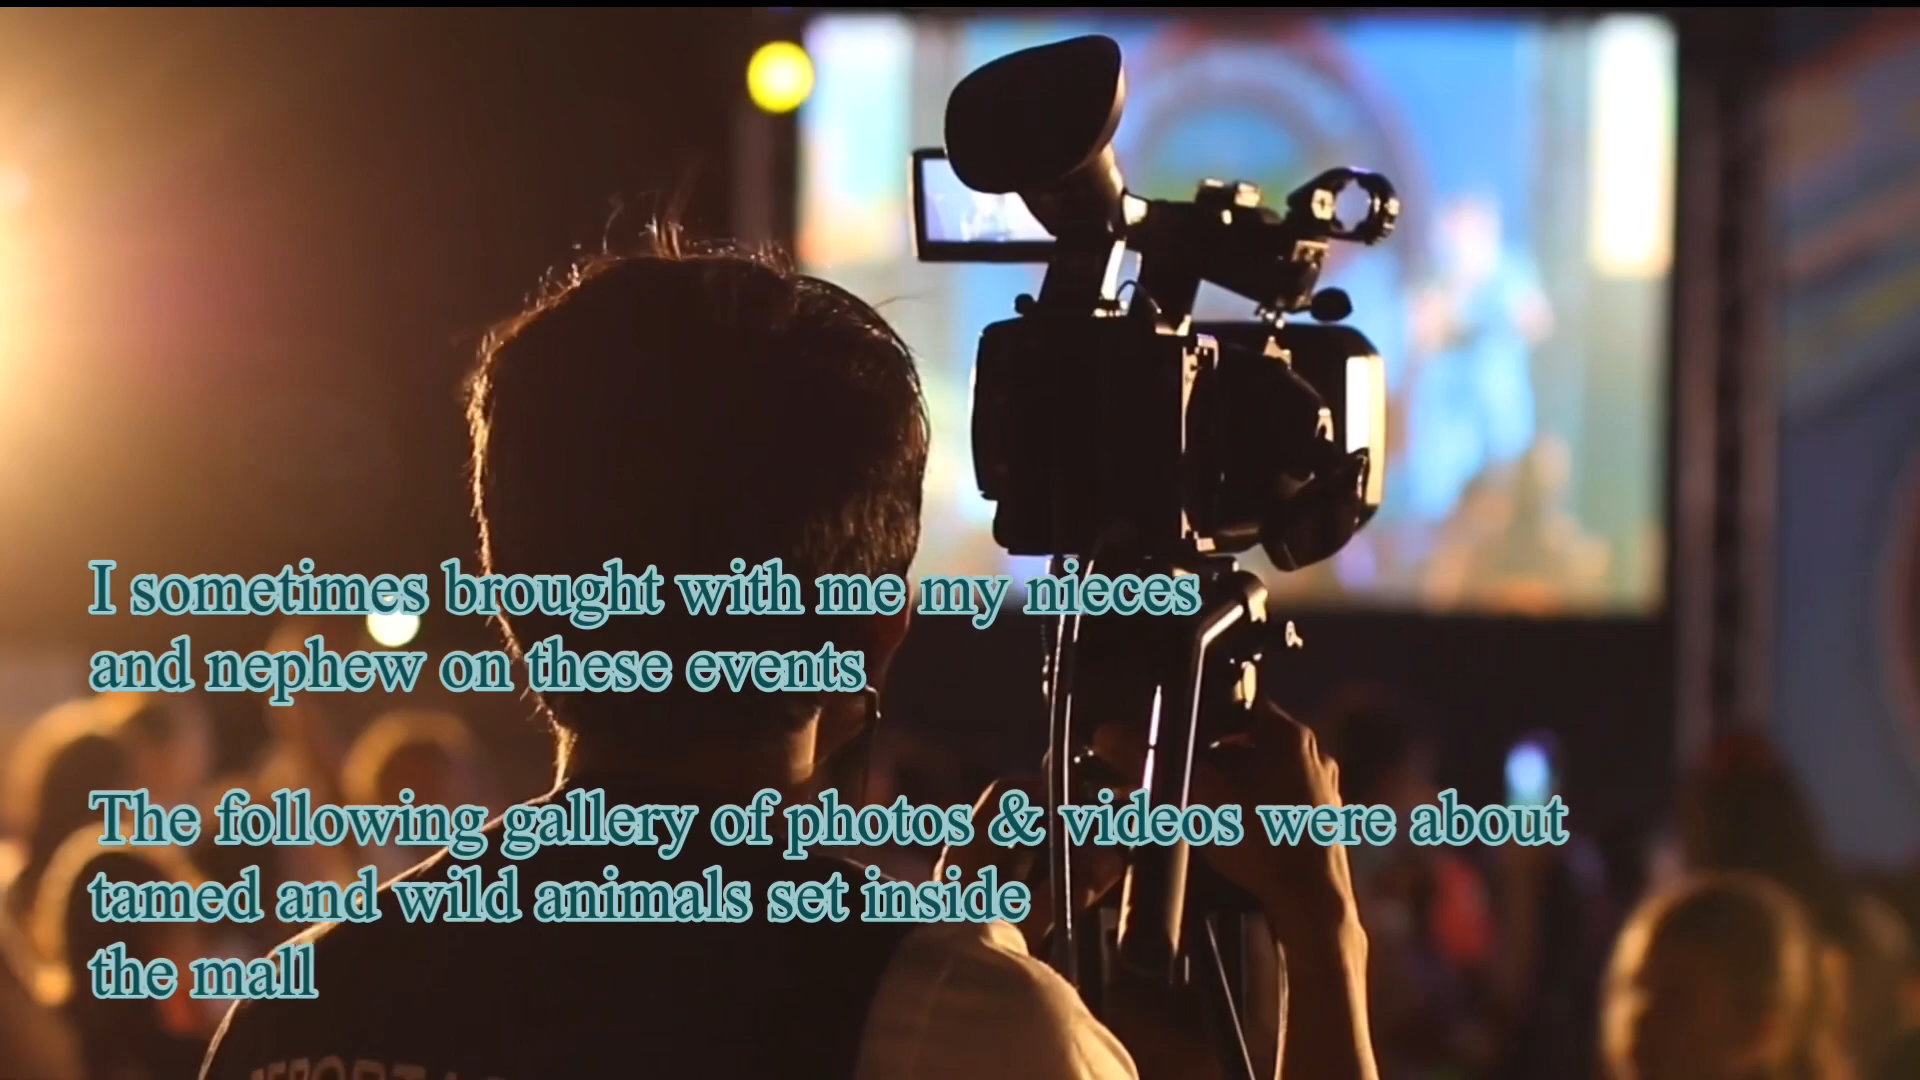 I sometimes brought with me my nieces
and nephew on these events
The following gallery of photos & videos were about
tamed and wild animals set inside
the mall